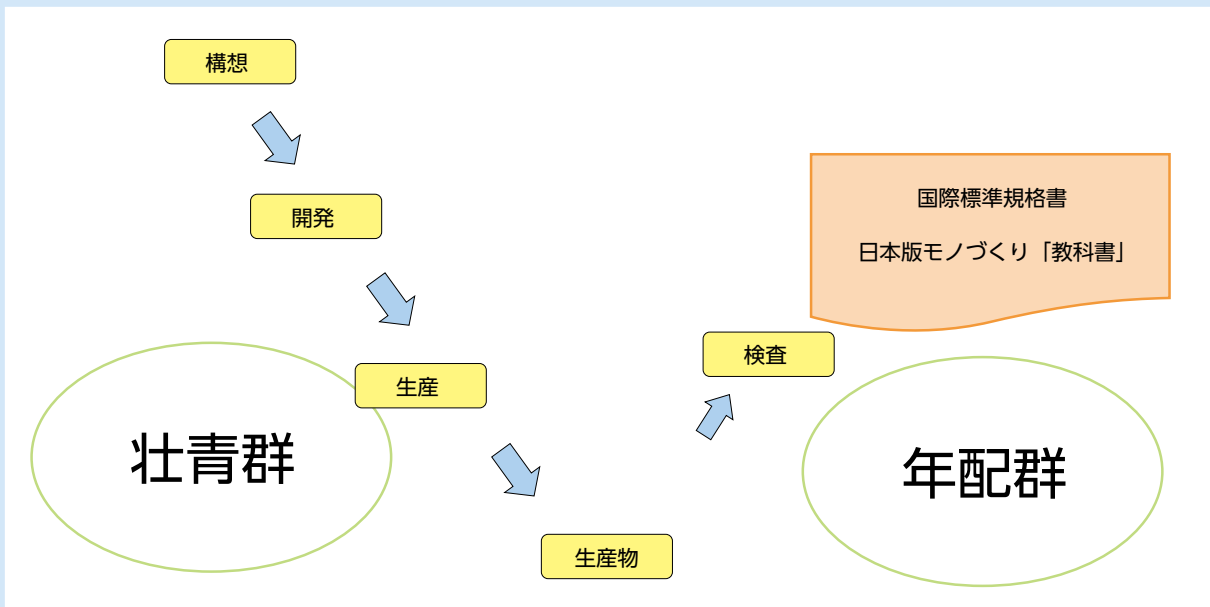 構想
開発
国際標準規格書
日本版モノづくり「教科書」
検査
生産
壮青群
年配群
生産物